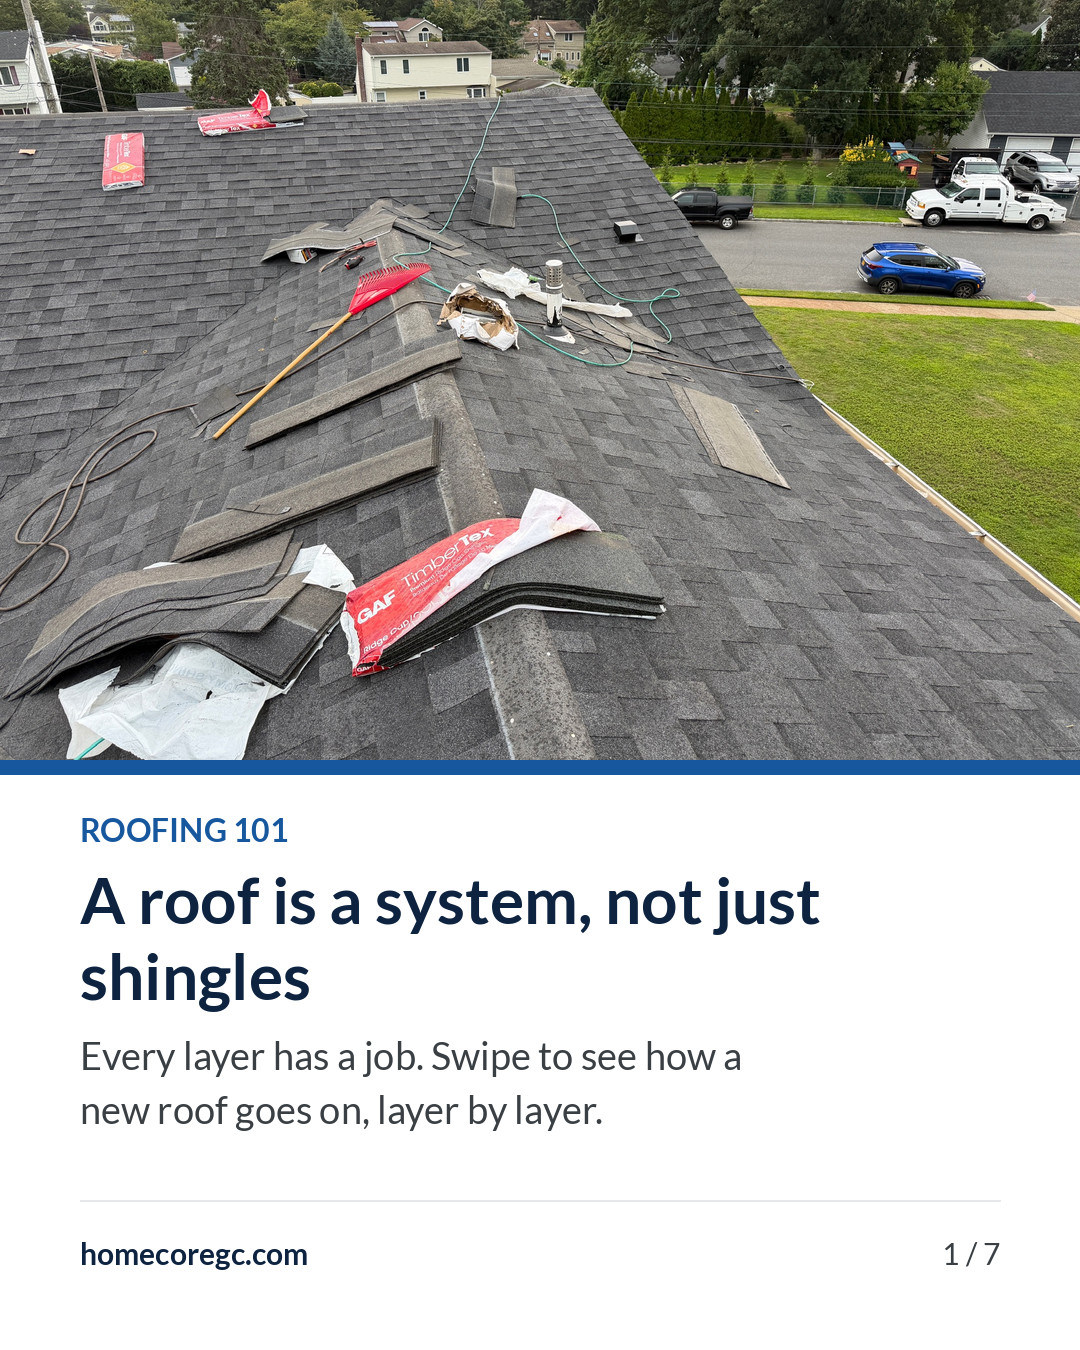 GAF
TimberTex
ROOFING 101
A roof is a system, not just
shingles
Every layer has a job. Swipe to see how a
new roof goes on, layer by layer.
homecoregc.com
1 / 7